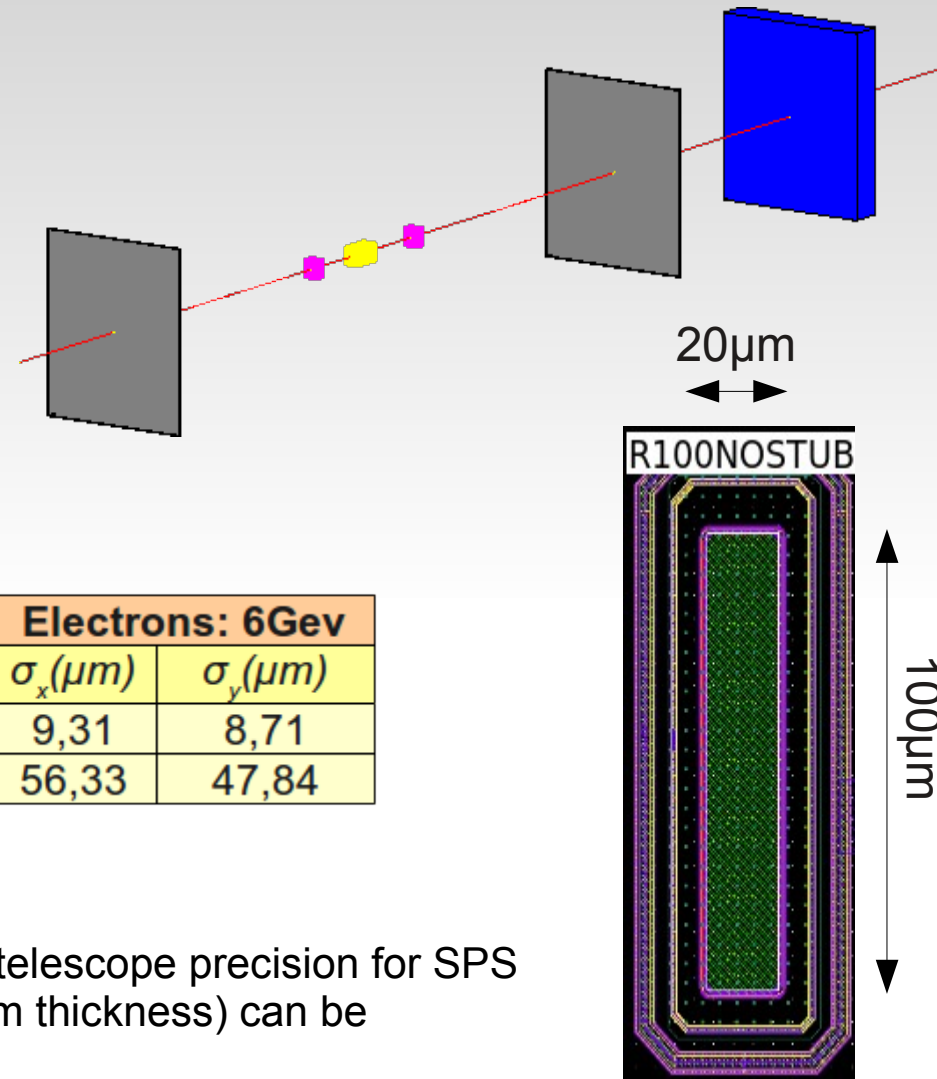 20µm
R100NOSTUB
100µm
Electrons: 6Gev
σx(µm) σy(µm)
9,31 8,71
56,33 47,84
telescope precision for SPS
m thickness) can be